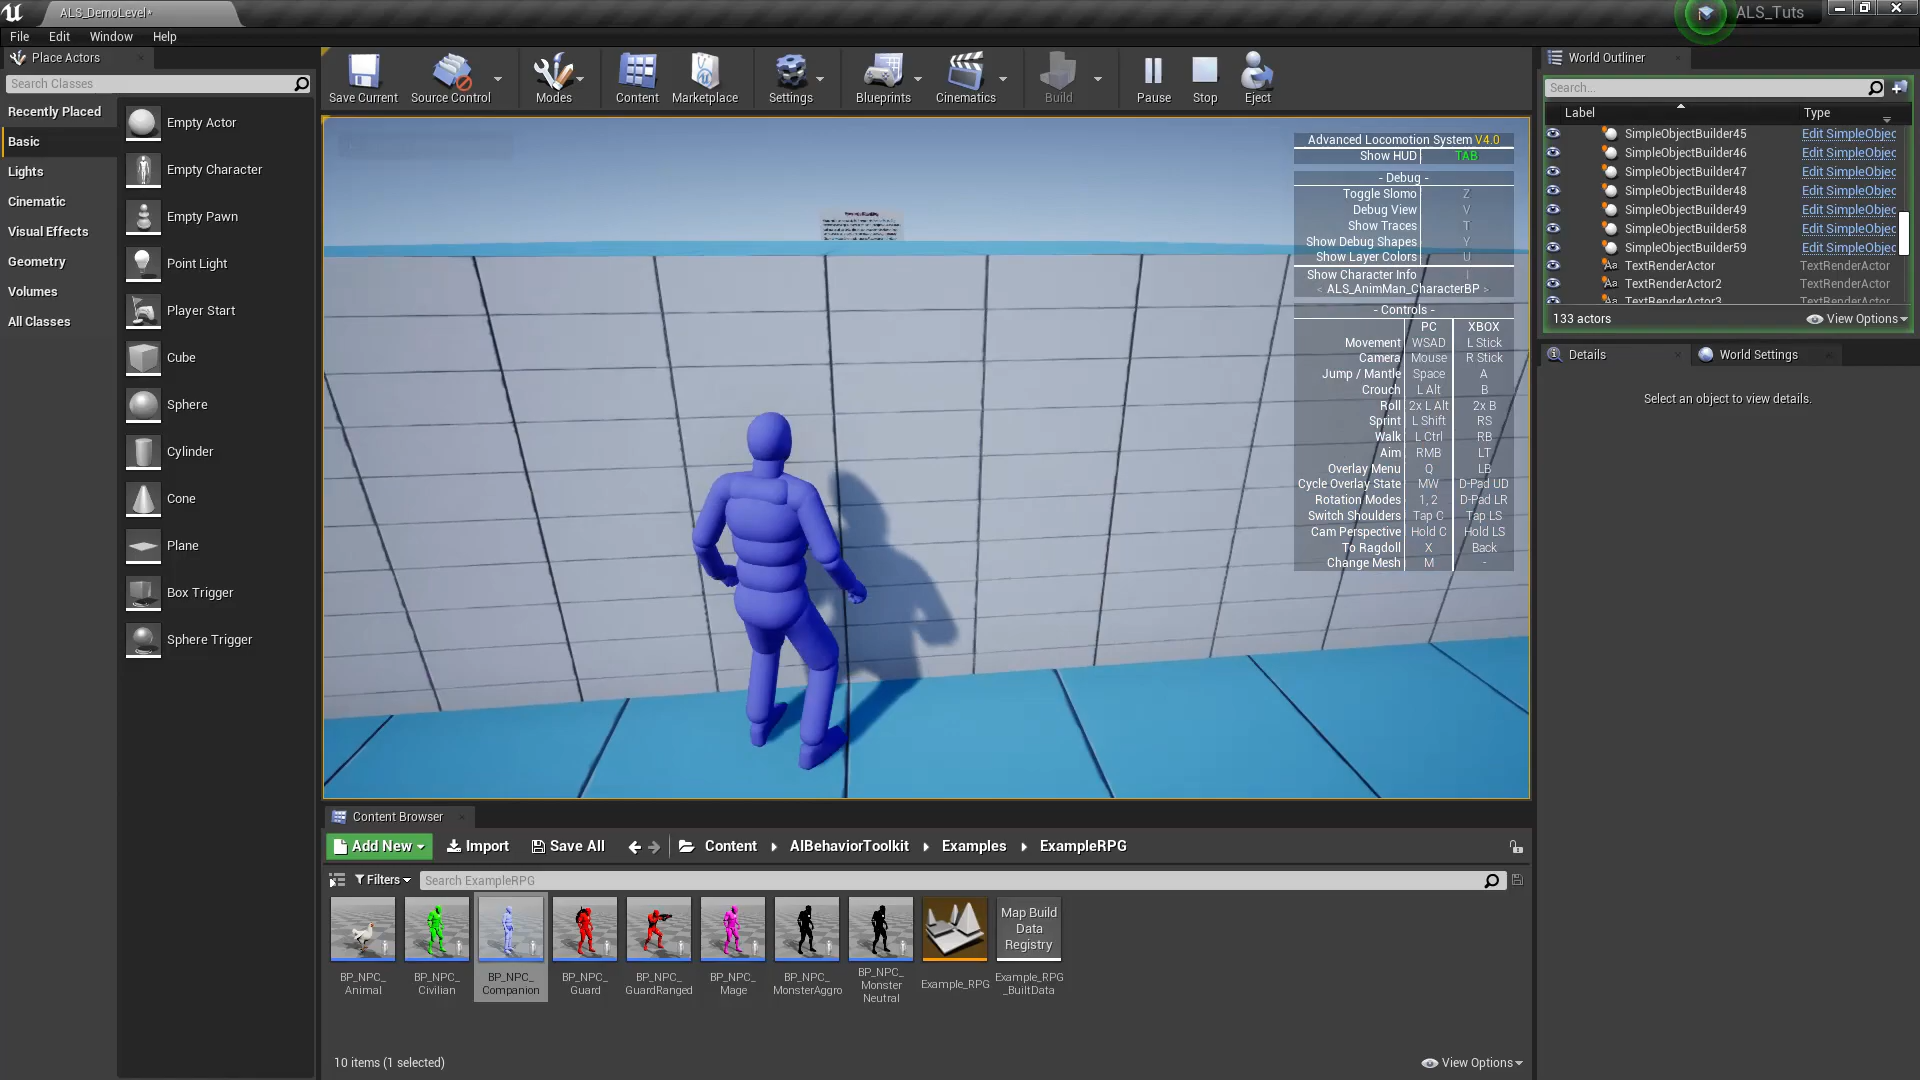 ALS_DemoLevel•
ALS_Tuts
File Edit Window Help
Place Actors
Search Classes
Recently Placed
Basic
Lights
Cinematic
Visual Effects
Geometry
Volumes
All Classes
Empty Actor
Empty Character
Empty Pawn
Point Light
Player Start
Cube
Sphere
Cylinder
Cone
Plane
Box Trigger
Sphere Trigger
Save Current
Source Control
Modes
Content
Marketplace
Settings
Blueprints
Cinematics
Build
Pause
Stop
Eject
Advanced Locomotion System V4.0
Show HUD TAB
- Debug -
Toggle Slomo Z
Debug View V
Show Traces T
Show Debug Shapes Y
Show Layer Colors U
Show Character Info I
< ALS_AnimMan_CharacterBP >
- Controls -
PC XBOX
Movement WSAD L Stick
Camera Mouse R Stick
Jump / Mantle Space A
Crouch L Alt B
Roll 2x L Alt 2x B
Sprint L Shift RS
Walk L Ctrl RB
Aim RMB LT
Overlay Menu Q LB
Cycle Overlay State MW D-Pad UD
Rotation Modes 1, 2 D-Pad LR
Switch Shoulders Tap C Tap LS
Cam Perspective Hold C Hold LS
To Ragdoll X Back
Change Mesh M -
World Outliner
Search...
Label Type
SimpleObjectBuilder45 Edit SimpleObjec
SimpleObjectBuilder46 Edit SimpleObjec
SimpleObjectBuilder47 Edit SimpleObjec
SimpleObjectBuilder48 Edit SimpleObjec
SimpleObjectBuilder49 Edit SimpleObjec
SimpleObjectBuilder58 Edit SimpleObjec
SimpleObjectBuilder59 Edit SimpleObjec
TextRenderActor TextRenderActor
TextRenderActor2 TextRenderActor
TextRenderActor3 TextRenderActor
133 actors View Options
Details World Settings
Select an object to view details.
Content Browser
Add New Import Save All Content AIBehaviorToolkit Examples ExampleRPG
Filters Search ExampleRPG
Map Build
Data
Registry
BP_NPC_
Animal
BP_NPC_
Civilian
BP_NPC_
Companion
BP_NPC_
Guard
BP_NPC_
GuardRanged
BP_NPC_
Mage
BP_NPC_
MonsterAggro
BP_NPC_
Monster
Neutral
Example_RPG
Example_RPG
_BuiltData
10 items (1 selected) View Options